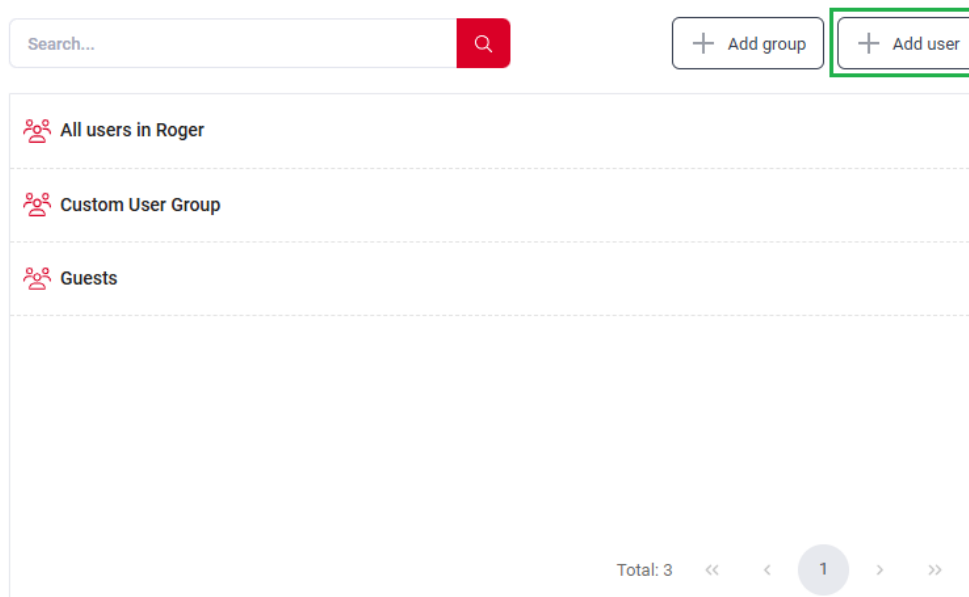 Search...
Add group
Add user
All users in Roger
Custom User Group
Guests
Total: 3
1